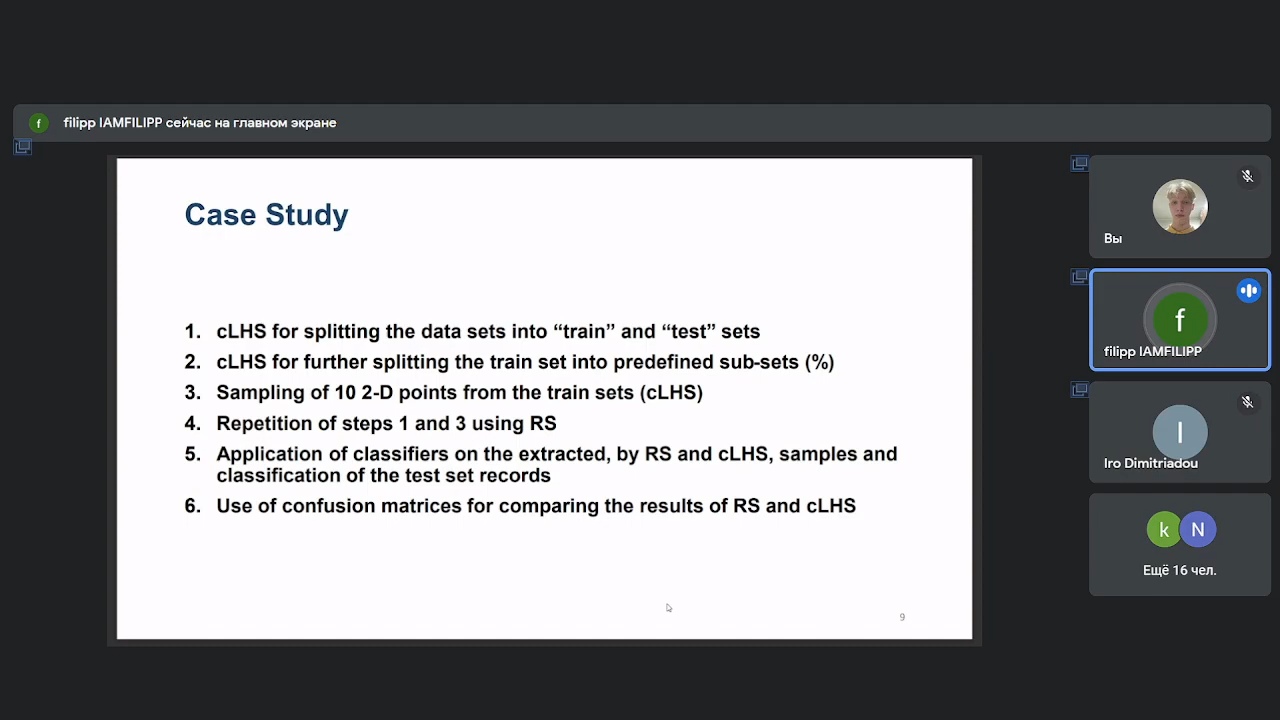 f
filipp IAMFILIPP сейчас на главном экране
Case Study
1. cLHS for splitting the data sets into “train” and “test” sets
2. cLHS for further splitting the train set into predefined sub-sets (%)
3. Sampling of 10 2-D points from the train sets (cLHS)
4. Repetition of steps 1 and 3 using RS
5. Application of classifiers on the extracted, by RS and cLHS, samples and
classification of the test set records
6. Use of confusion matrices for comparing the results of RS and cLHS
9
Вы
f
filipp IAMFILIPP
I
Iro Dimitriadou
k N
Ещё 16 чел.